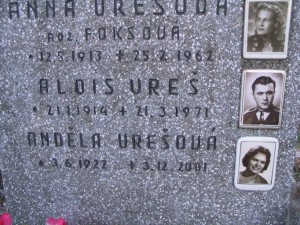 ANNA UREŠOVÁ
ROZ FOKSOVÁ
* 12.5.1913 + 25.2.1962
ALOIS UREŠ
* 21.1.1914 + 21.3.1971
ANDĚLA UREŠOVÁ
* 3.6.1922 + 3.12.2001